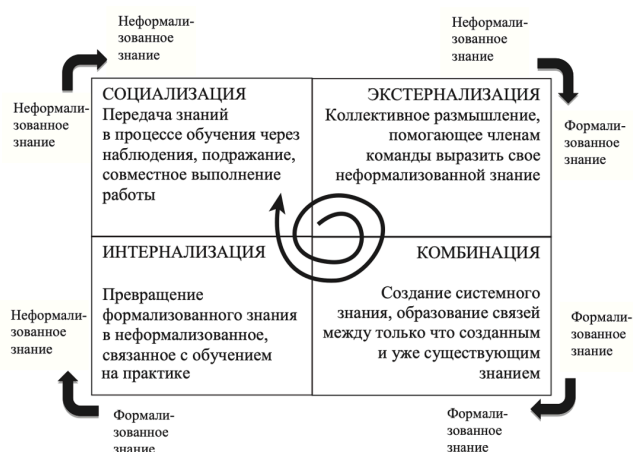 Неформали-
зованное
знание
Неформали-
зованное
знание
Неформали-
зованное
знание
Формали-
зованное
знание
СОЦИАЛИЗАЦИЯ
Передача знаний
в процессе обучения через
наблюдения, подражание,
совместное выполнение
работы
ЭКСТЕРНАЛИЗАЦИЯ
Коллективное размышление,
помогающее членам
команды выразить свое
неформализованной знание
ИНТЕРНАЛИЗАЦИЯ
Превращение
формализованного знания
в неформализованное,
связанное с обучением
на практике
КОМБИНАЦИЯ
Создание системного
знания, образование связей
между только что созданным
и уже существующим
знанием
Неформали-
зованное
знание
Формали-
зованное
знание
Формали-
зованное
знание
Формали-
зованное
знание